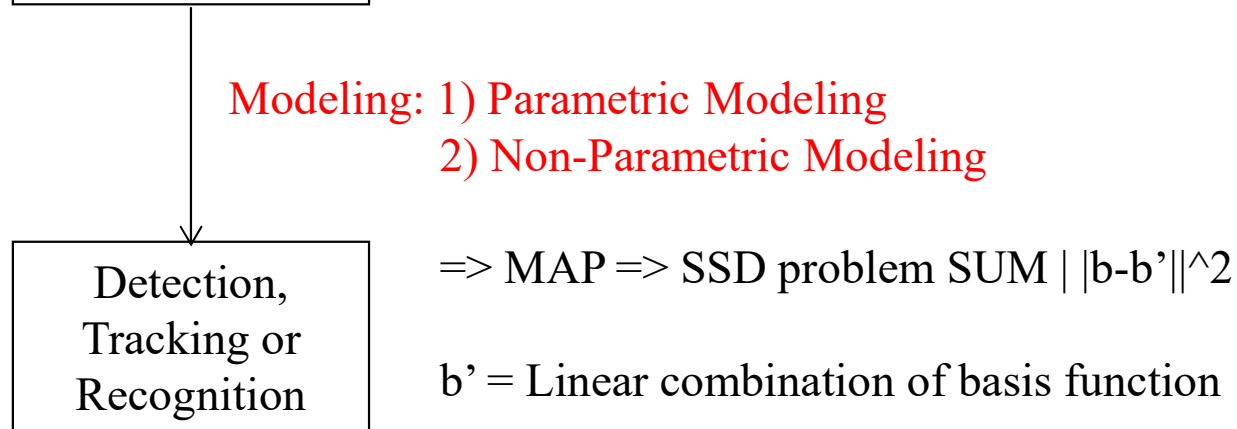 Modeling: 1) Parametric Modeling
2) Non-Parametric Modeling
=> MAP => SSD problem SUM | |b-b’||^2
Detection,
Tracking or
Recognition
b’ = Linear combination of basis function